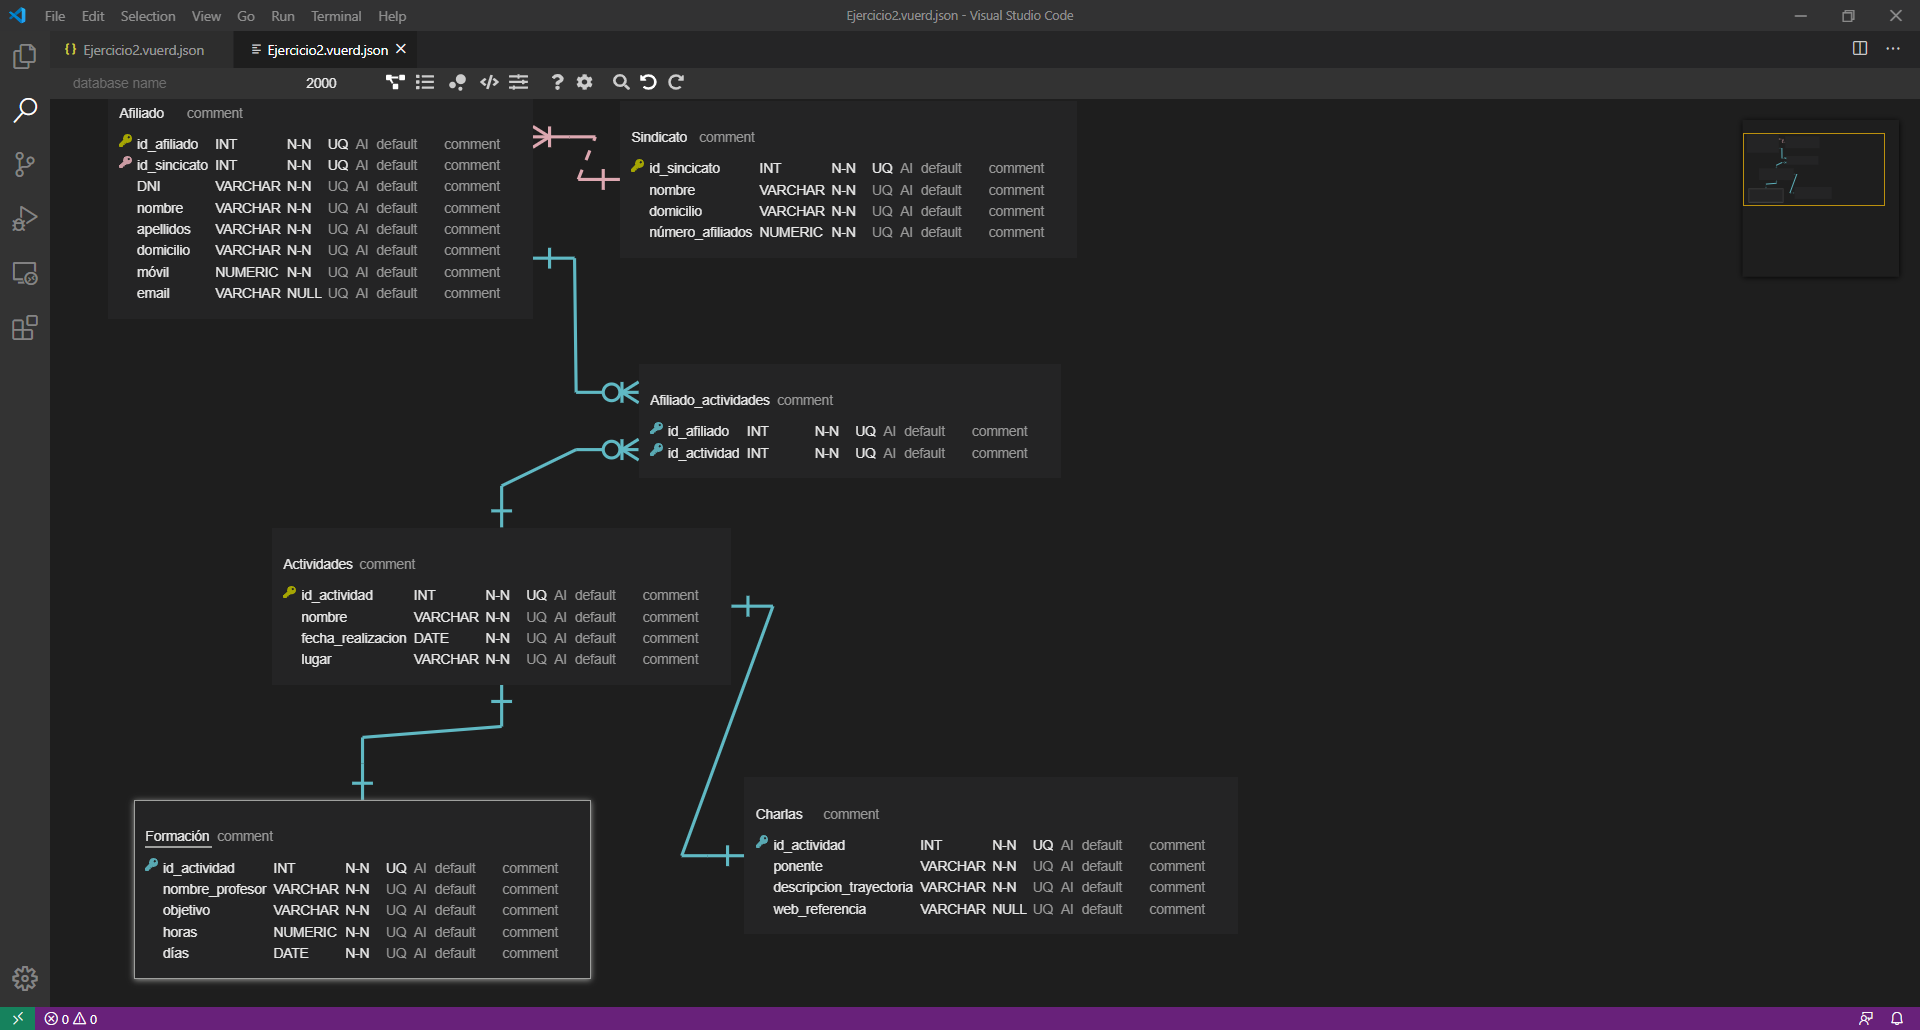 File Edit Selection View Go Run Terminal Help
Ejercicio2.vuerd.json - Visual Studio Code
Ejercicio2.vuerd.json
Ejercicio2.vuerd.json
database name 2000
Afiliado comment
id_afiliado INT N-N UQ AI default comment
id_sincicato INT N-N UQ AI default comment
DNI VARCHAR N-N UQ AI default comment
nombre VARCHAR N-N UQ AI default comment
apellidos VARCHAR N-N UQ AI default comment
domicilio VARCHAR N-N UQ AI default comment
móvil NUMERIC N-N UQ AI default comment
email VARCHAR NULL UQ AI default comment
Sindicato comment
id_sincicato INT N-N UQ AI default comment
nombre VARCHAR N-N UQ AI default comment
domicilio VARCHAR N-N UQ AI default comment
número_afiliados NUMERIC N-N UQ AI default comment
Afiliado_actividades comment
id_afiliado INT N-N UQ AI default comment
id_actividad INT N-N UQ AI default comment
Actividades comment
id_actividad INT N-N UQ AI default comment
nombre VARCHAR N-N UQ AI default comment
fecha_realizacion DATE N-N UQ AI default comment
lugar VARCHAR N-N UQ AI default comment
Formación comment
id_actividad INT N-N UQ AI default comment
nombre_profesor VARCHAR N-N UQ AI default comment
objetivo VARCHAR N-N UQ AI default comment
horas NUMERIC N-N UQ AI default comment
días DATE N-N UQ AI default comment
Charlas comment
id_actividad INT N-N UQ AI default comment
ponente VARCHAR N-N UQ AI default comment
descripcion_trayectoria VARCHAR N-N UQ AI default comment
web_referencia VARCHAR NULL UQ AI default comment
0 0